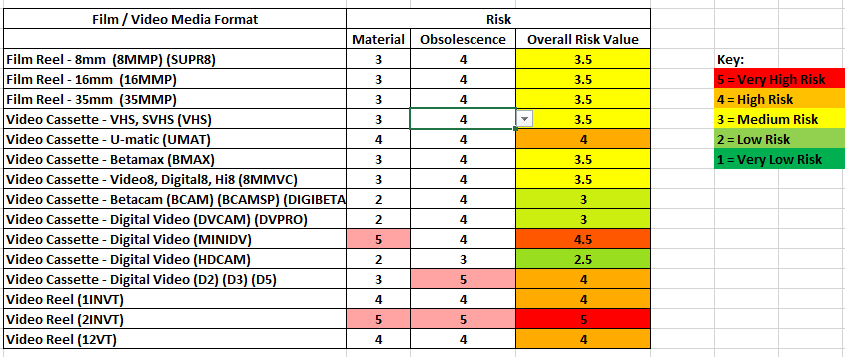 Film / Video Media Format Risk
Material Obsolescence Overall Risk Value
Film Reel - 8mm  (8MMP) (SUPR8) 3 4 3.5 Key:
Film Reel - 16mm  (16MMP) 3 4 3.5 5 = Very High Risk
Film Reel - 35mm  (35MMP) 3 4 3.5 4 = High Risk
Video Cassette - VHS, SVHS (VHS) 3 4 3.5 3 = Medium Risk
Video Cassette - U-matic (UMAT) 4 4 4 2 = Low Risk
Video Cassette - Betamax (BMAX) 3 4 3.5 1 = Very Low Risk
Video Cassette - Video8, Digital8, Hi8 (8MMVC) 3 4 3.5
Video Cassette - Betacam (BCAM) (BCAMSP) (DIGIBETA 2 4 3
Video Cassette - Digital Video (DVCAM) (DVPRO) 2 4 3
Video Cassette - Digital Video (MINIDV) 5 4 4.5
Video Cassette - Digital Video (HDCAM) 2 3 2.5
Video Cassette - Digital Video (D2) (D3) (D5) 3 5 4
Video Reel (1INVT) 4 4 4
Video Reel (2INVT) 5 5 5
Video Reel (12VT) 4 4 4